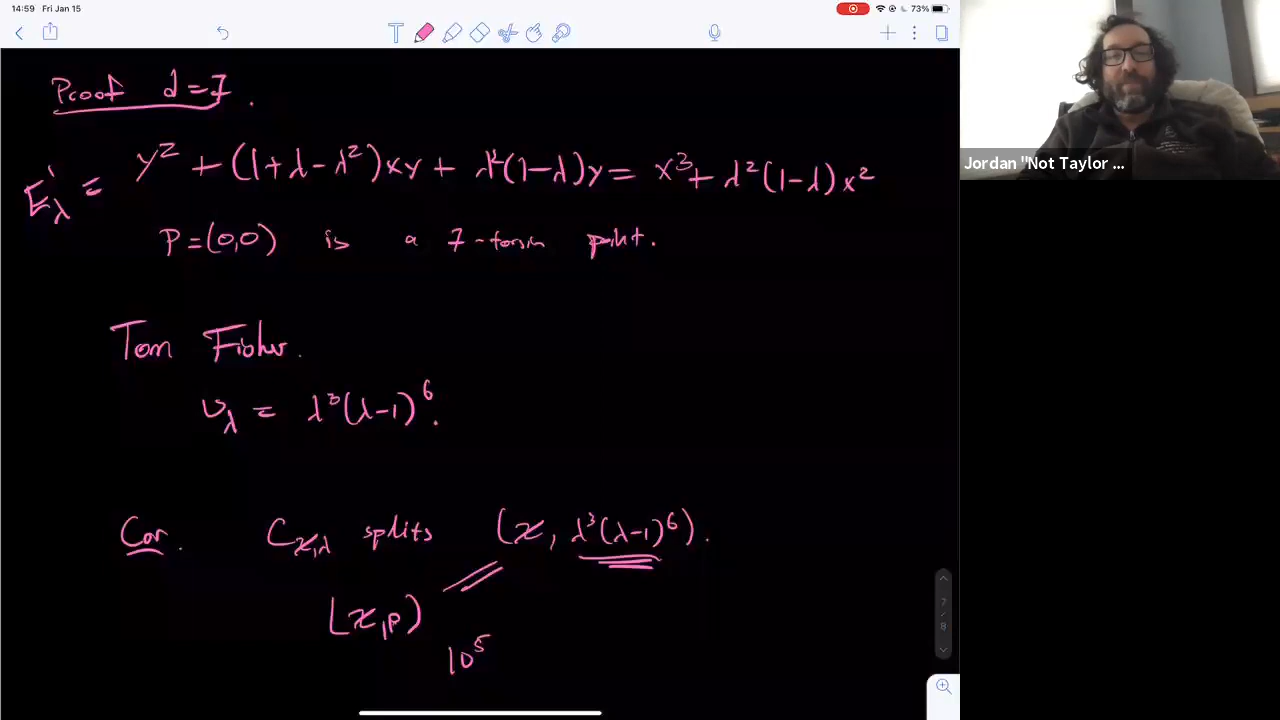 14:59 Fri Jan 15
73%
Proof d=7.
E'_λ = y² + (1+λ-λ²)xy + λ²(1-λ)y = x³ + λ²(1-λ)x²
P=(0,0) is a 7-torsion point.
Tom Fisher.
υ_λ = λ³(λ-1)⁶.
Cor. C_{x,λ} splits (x, λ³(λ-1)⁶).
(x,p)
10⁵
Jordan "Not Taylor ...
7
/
8